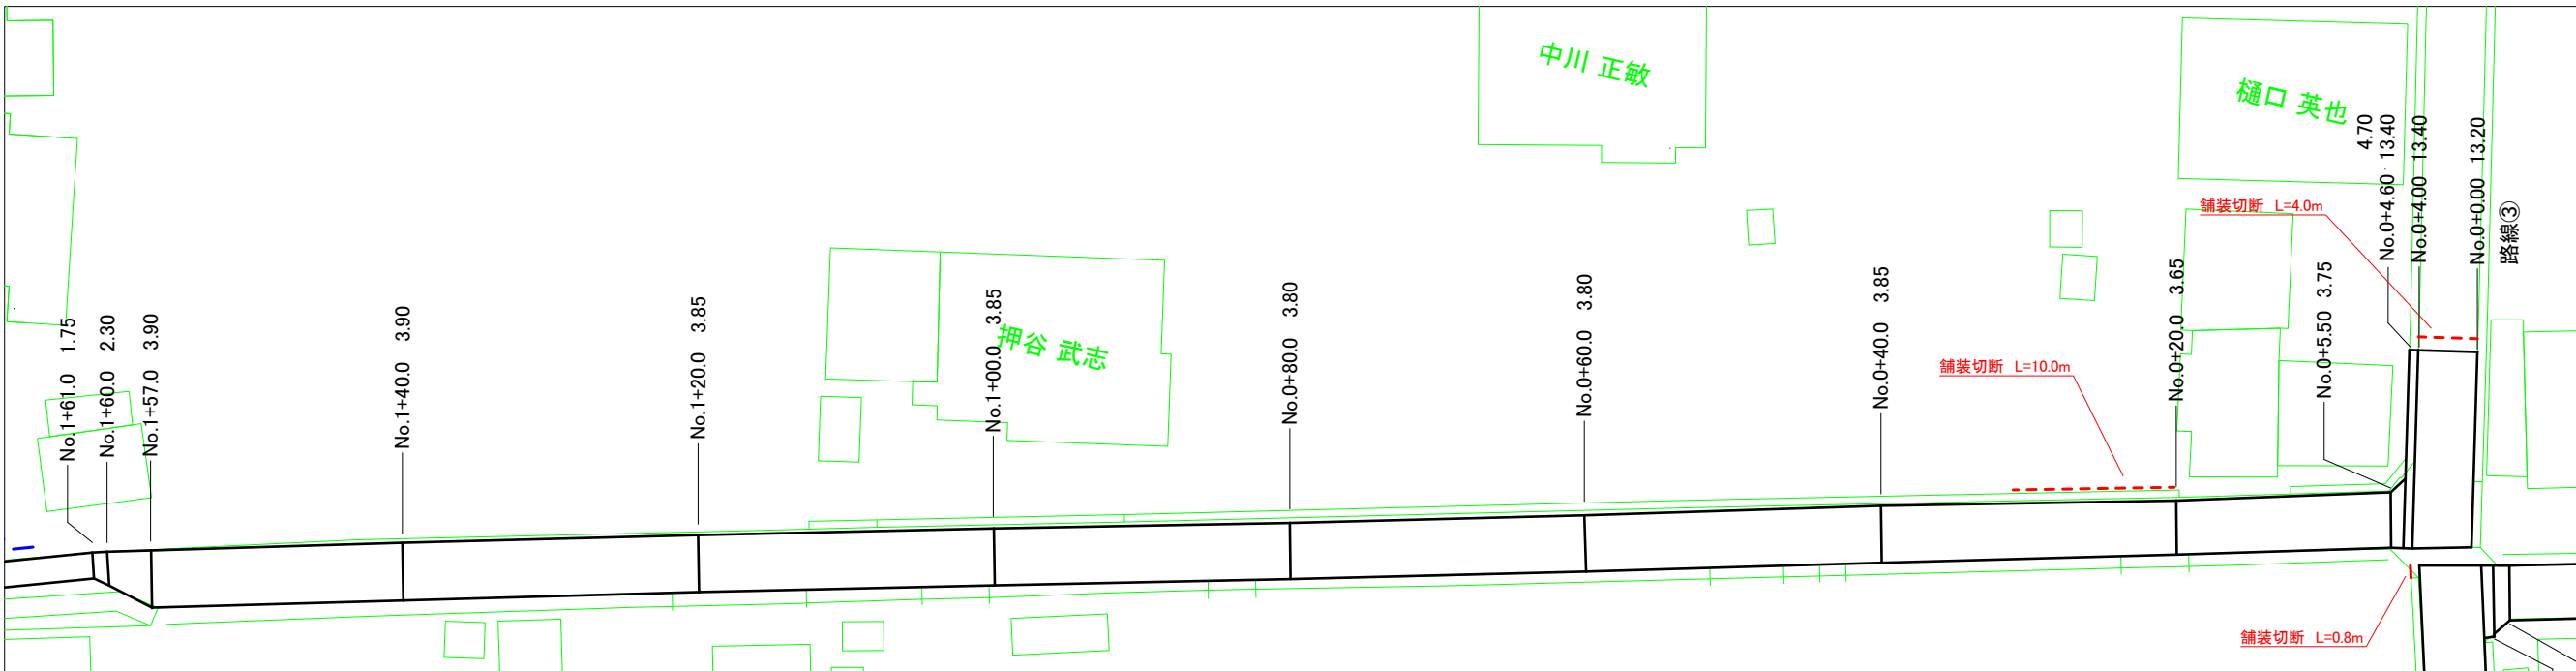 中川 正敏
樋口 英也
押谷 武志
No.1+61.0 1.75
No.1+60.0 2.30
No.1+57.0 3.90
No.1+40.0 3.90
No.1+20.0 3.85
No.1+00.0 3.85
No.0+80.0 3.80
No.0+60.0 3.80
No.0+40.0 3.85
No.0+20.0 3.65
No.0+5.50 3.75
4.70
No.0+4.60 13.40
No.0+4.00 13.40
No.0+0.00 13.20
路線③
舗装切断 L=4.0m
舗装切断 L=10.0m
舗装切断 L=0.8m